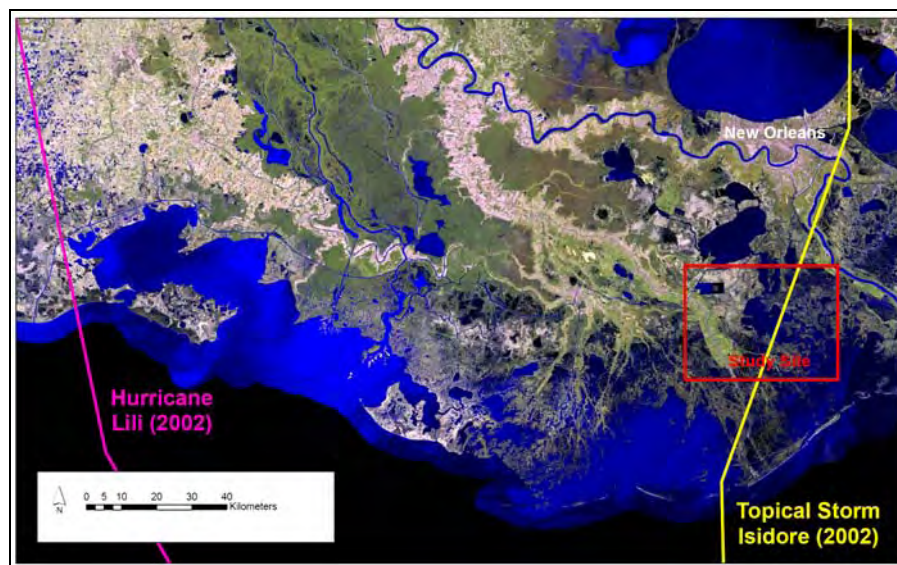 New Orleans
Study Site
Hurricane
Lili (2002)
Topical Storm
Isidore (2002)
N
0 5 10 20 30 40
Kilometers